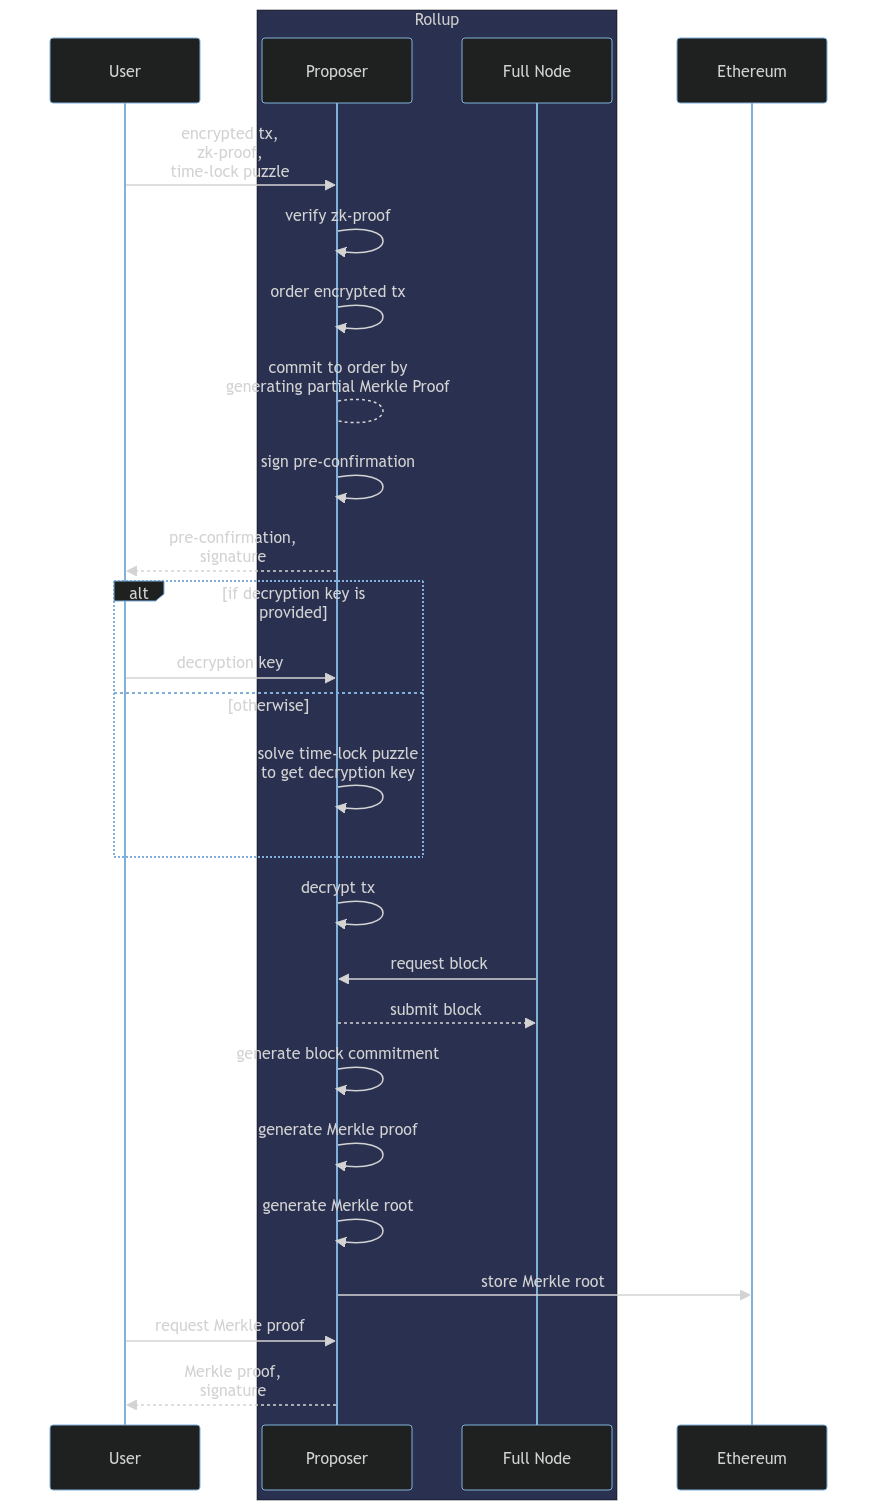 Rollup
User
Proposer
Full Node
Ethereum
encrypted tx,
zk-proof,
time-lock puzzle
verify zk-proof
order encrypted tx
commit to order by
generating partial Merkle Proof
sign pre-confirmation
pre-confirmation,
signature
alt
[if decryption key is
provided]
decryption key
[otherwise]
solve time-lock puzzle
to get decryption key
decrypt tx
request block
submit block
generate block commitment
generate Merkle proof
generate Merkle root
store Merkle root
request Merkle proof
Merkle proof,
signature
User
Proposer
Full Node
Ethereum